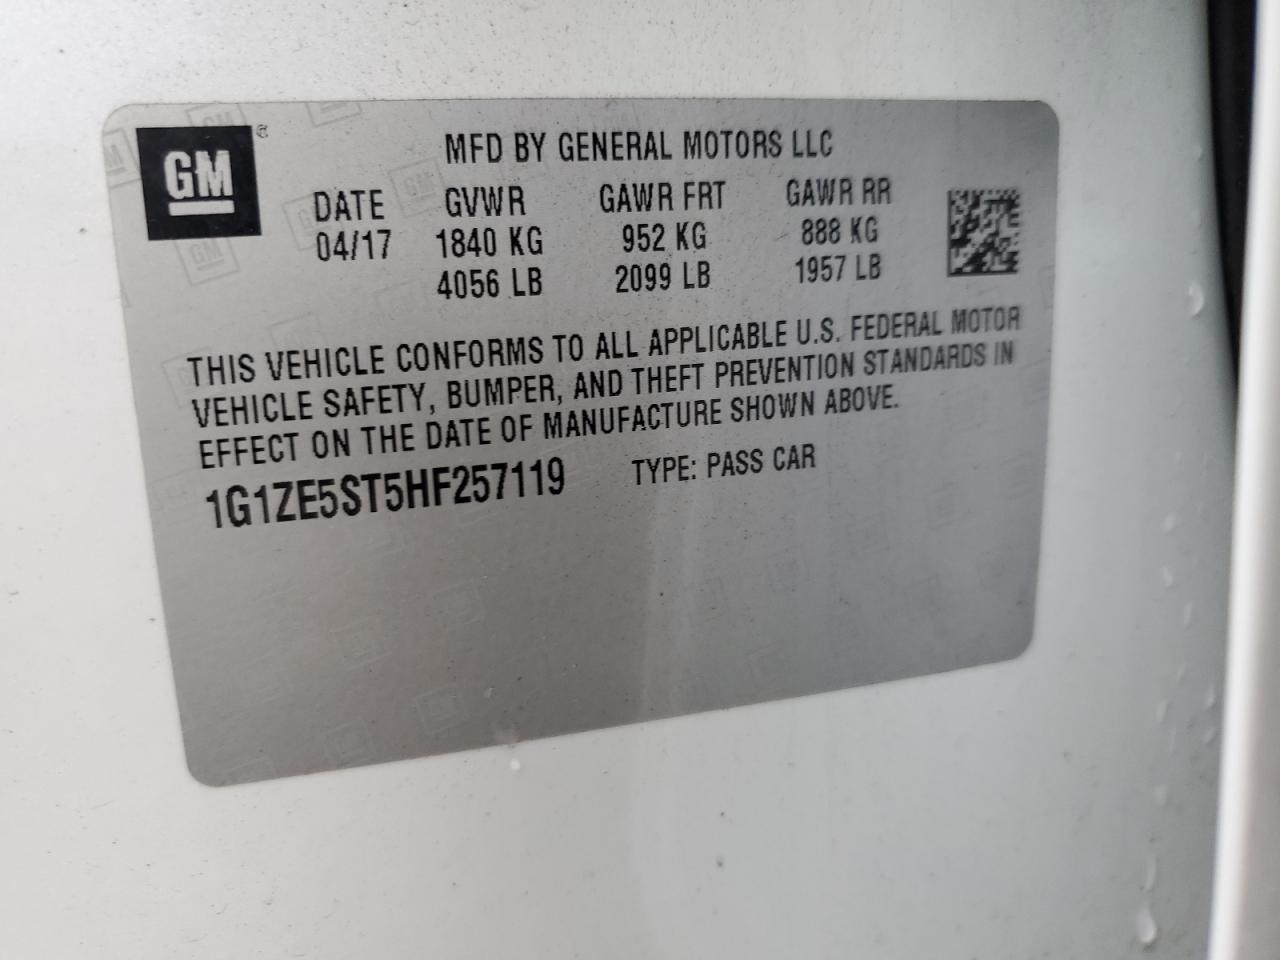 GM®
MFD BY GENERAL MOTORS LLC
DATE GVWR GAWR FRT GAWR RR
04/17 1840 KG 952 KG 888 KG
4056 LB 2099 LB 1957 LB
THIS VEHICLE CONFORMS TO ALL APPLICABLE U.S. FEDERAL MOTOR
VEHICLE SAFETY, BUMPER, AND THEFT PREVENTION STANDARDS IN
EFFECT ON THE DATE OF MANUFACTURE SHOWN ABOVE.
1G1ZE5ST5HF257119 TYPE: PASS CAR